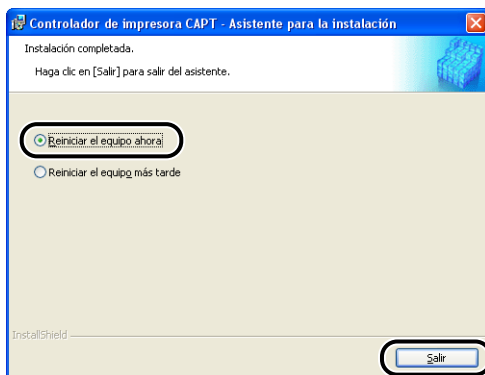 Controlador de impresora CAPT - Asistente para la instalación
Instalación completada.
Haga clic en [Salir] para salir del asistente.
Reiniciar el equipo ahora
Reiniciar el equipo más tarde
InstallShield
Salir